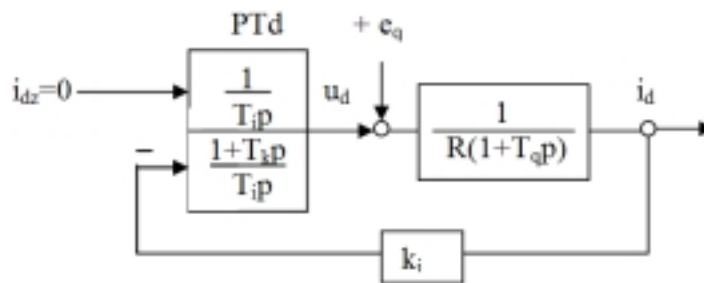 PTd
+ e_q
i_dz=0
1
T_ip
u_d
1
R(1+T_qp)
i_d
−
1+T_kp
T_ip
k_i